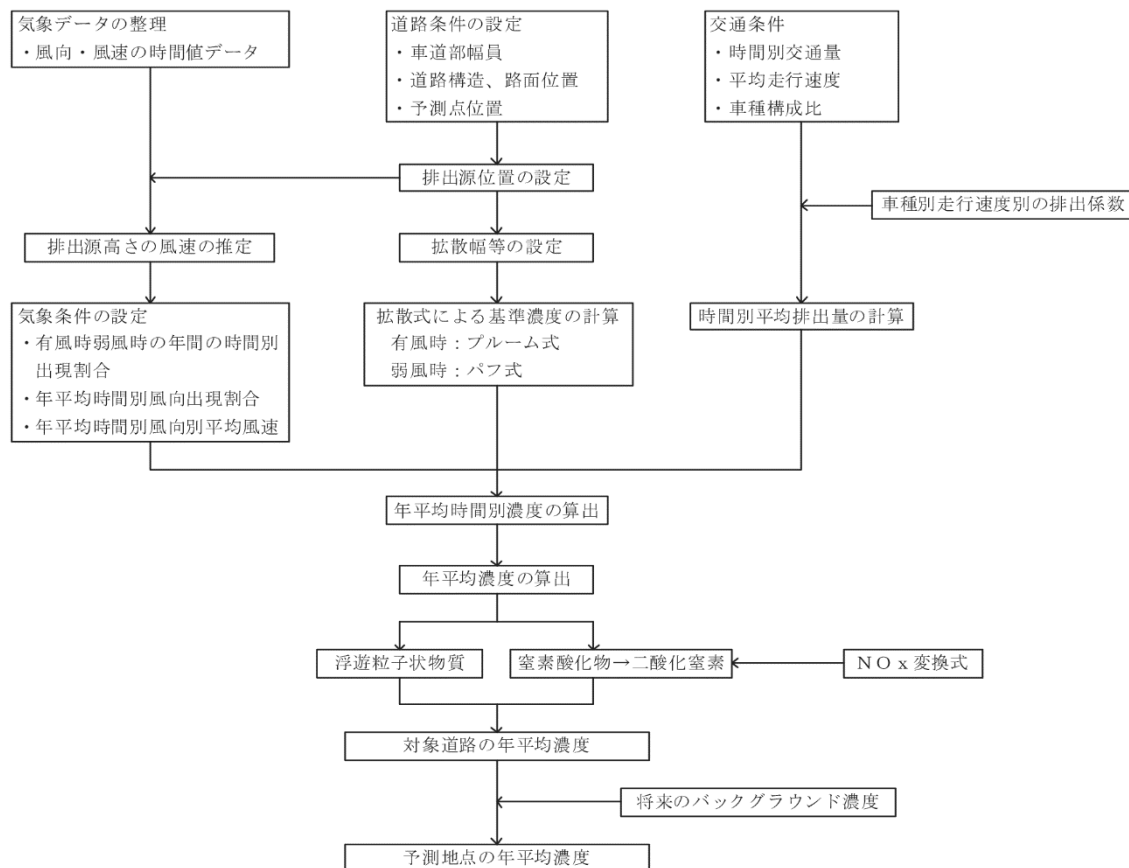 気象データの整理
・風向・風速の時間値データ
道路条件の設定
・車道部幅員
・道路構造、路面位置
・予測点位置
交通条件
・時間別交通量
・平均走行速度
・車種構成比
排出源位置の設定
車種別走行速度別の排出係数
排出源高さの風速の推定
拡散幅等の設定
気象条件の設定
・有風時弱風時の年間の時間別
出現割合
・年平均時間別風向出現割合
・年平均時間別風向別平均風速
拡散式による基準濃度の計算
有風時：プルーム式
弱風時：パフ式
時間別平均排出量の計算
年平均時間別濃度の算出
年平均濃度の算出
浮遊粒子状物質
窒素酸化物→二酸化窒素
ＮＯｘ変換式
対象道路の年平均濃度
将来のバックグラウンド濃度
予測地点の年平均濃度